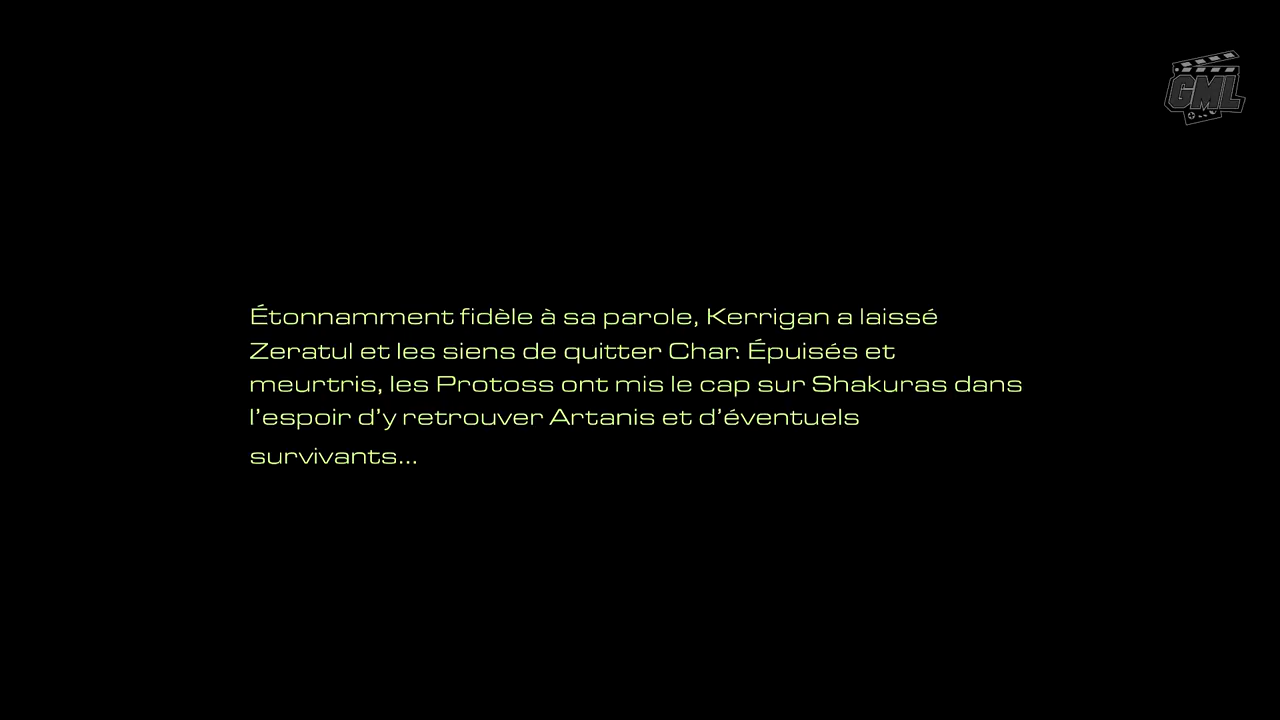 GML
Étonnamment fidèle à sa parole, Kerrigan a laissé
Zeratul et les siens de quitter Char. Épuisés et
meurtris, les Protoss ont mis le cap sur Shakuras dans
l’espoir d’y retrouver Artanis et d’éventuels
survivants...